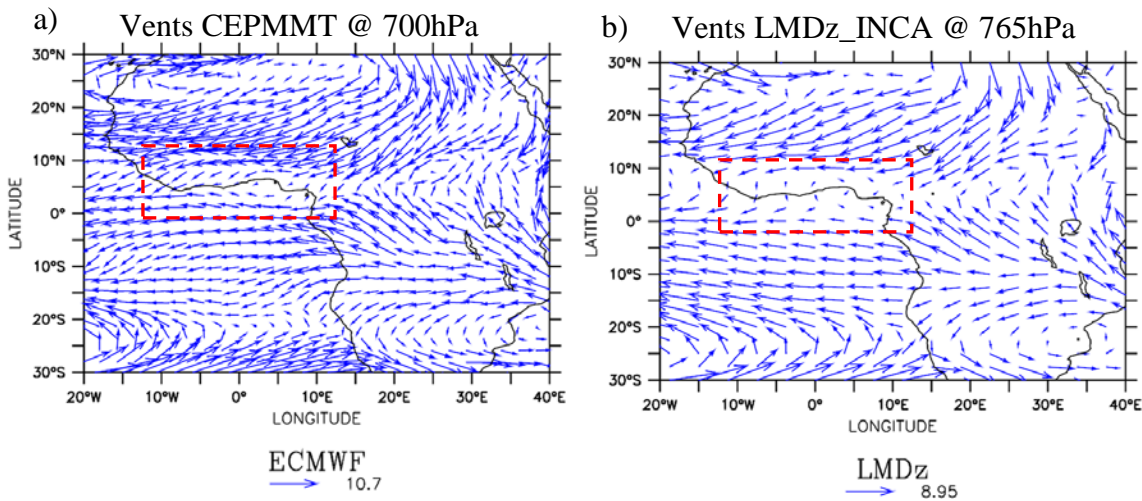 a) Vents CEPMMT @ 700hPa
30°N
20°N
10°N
0°
10°S
20°S
30°S
LATITUDE
20°W 10°W 0° 10°E 20°E 30°E 40°E
LONGITUDE
ECMWF
10.7
b) Vents LMDz_INCA @ 765hPa
30°N
20°N
10°N
0°
10°S
20°S
30°S
LATITUDE
20°W 10°W 0° 10°E 20°E 30°E 40°E
LONGITUDE
LMDz
8.95